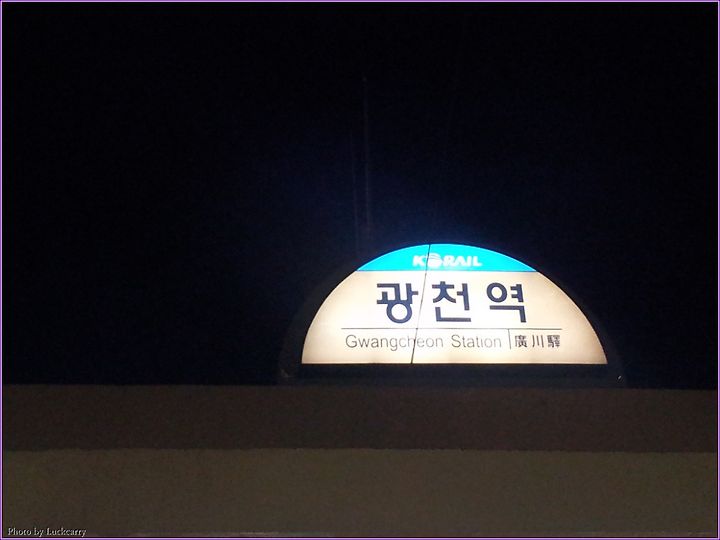 KORAIL
광천역
Gwangcheon Station 廣川驛
Photo by Luckcarry